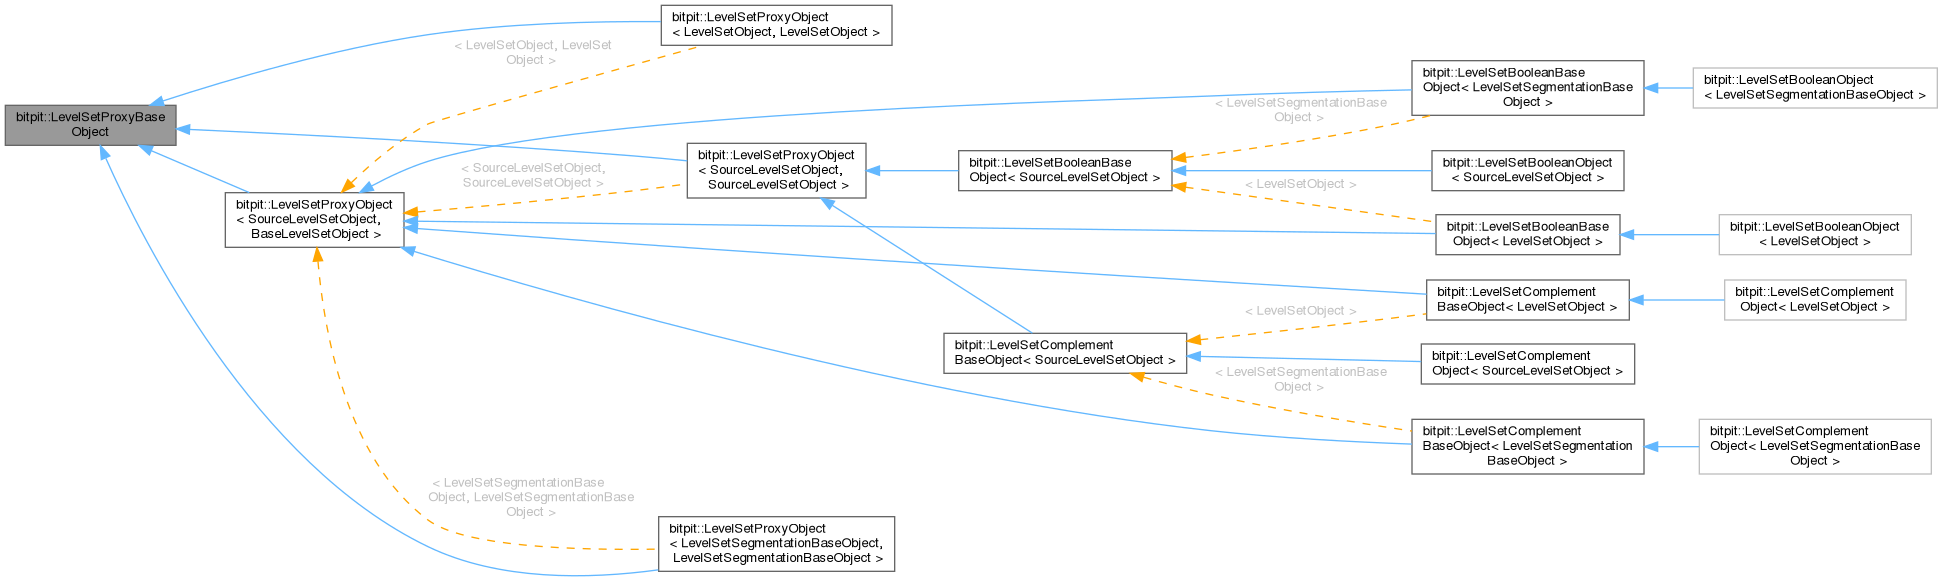 bitpit::LevelSetProxyBase
Object
bitpit::LevelSetProxyObject
< SourceLevelSetObject,
BaseLevelSetObject >
bitpit::LevelSetProxyObject
< LevelSetObject, LevelSetObject >
< LevelSetObject, LevelSet
Object >
bitpit::LevelSetProxyObject
< SourceLevelSetObject,
SourceLevelSetObject >
< SourceLevelSetObject,
SourceLevelSetObject >
bitpit::LevelSetProxyObject
< LevelSetSegmentationBaseObject,
LevelSetSegmentationBaseObject >
< LevelSetSegmentationBase
Object, LevelSetSegmentationBase
Object >
bitpit::LevelSetBooleanBase
Object< SourceLevelSetObject >
bitpit::LevelSetComplement
BaseObject< SourceLevelSetObject >
bitpit::LevelSetBooleanBase
Object< LevelSetSegmentationBase
Object >
< LevelSetSegmentationBase
Object >
bitpit::LevelSetBooleanObject
< SourceLevelSetObject >
< LevelSetObject >
bitpit::LevelSetBooleanBase
Object< LevelSetObject >
bitpit::LevelSetComplement
BaseObject< LevelSetObject >
< LevelSetObject >
bitpit::LevelSetComplement
Object< SourceLevelSetObject >
< LevelSetSegmentationBase
Object >
bitpit::LevelSetComplement
BaseObject< LevelSetSegmentation
BaseObject >
bitpit::LevelSetBooleanObject
< LevelSetSegmentationBaseObject >
bitpit::LevelSetBooleanObject
< LevelSetObject >
bitpit::LevelSetComplement
Object< LevelSetObject >
bitpit::LevelSetComplement
Object< LevelSetSegmentationBase
Object >